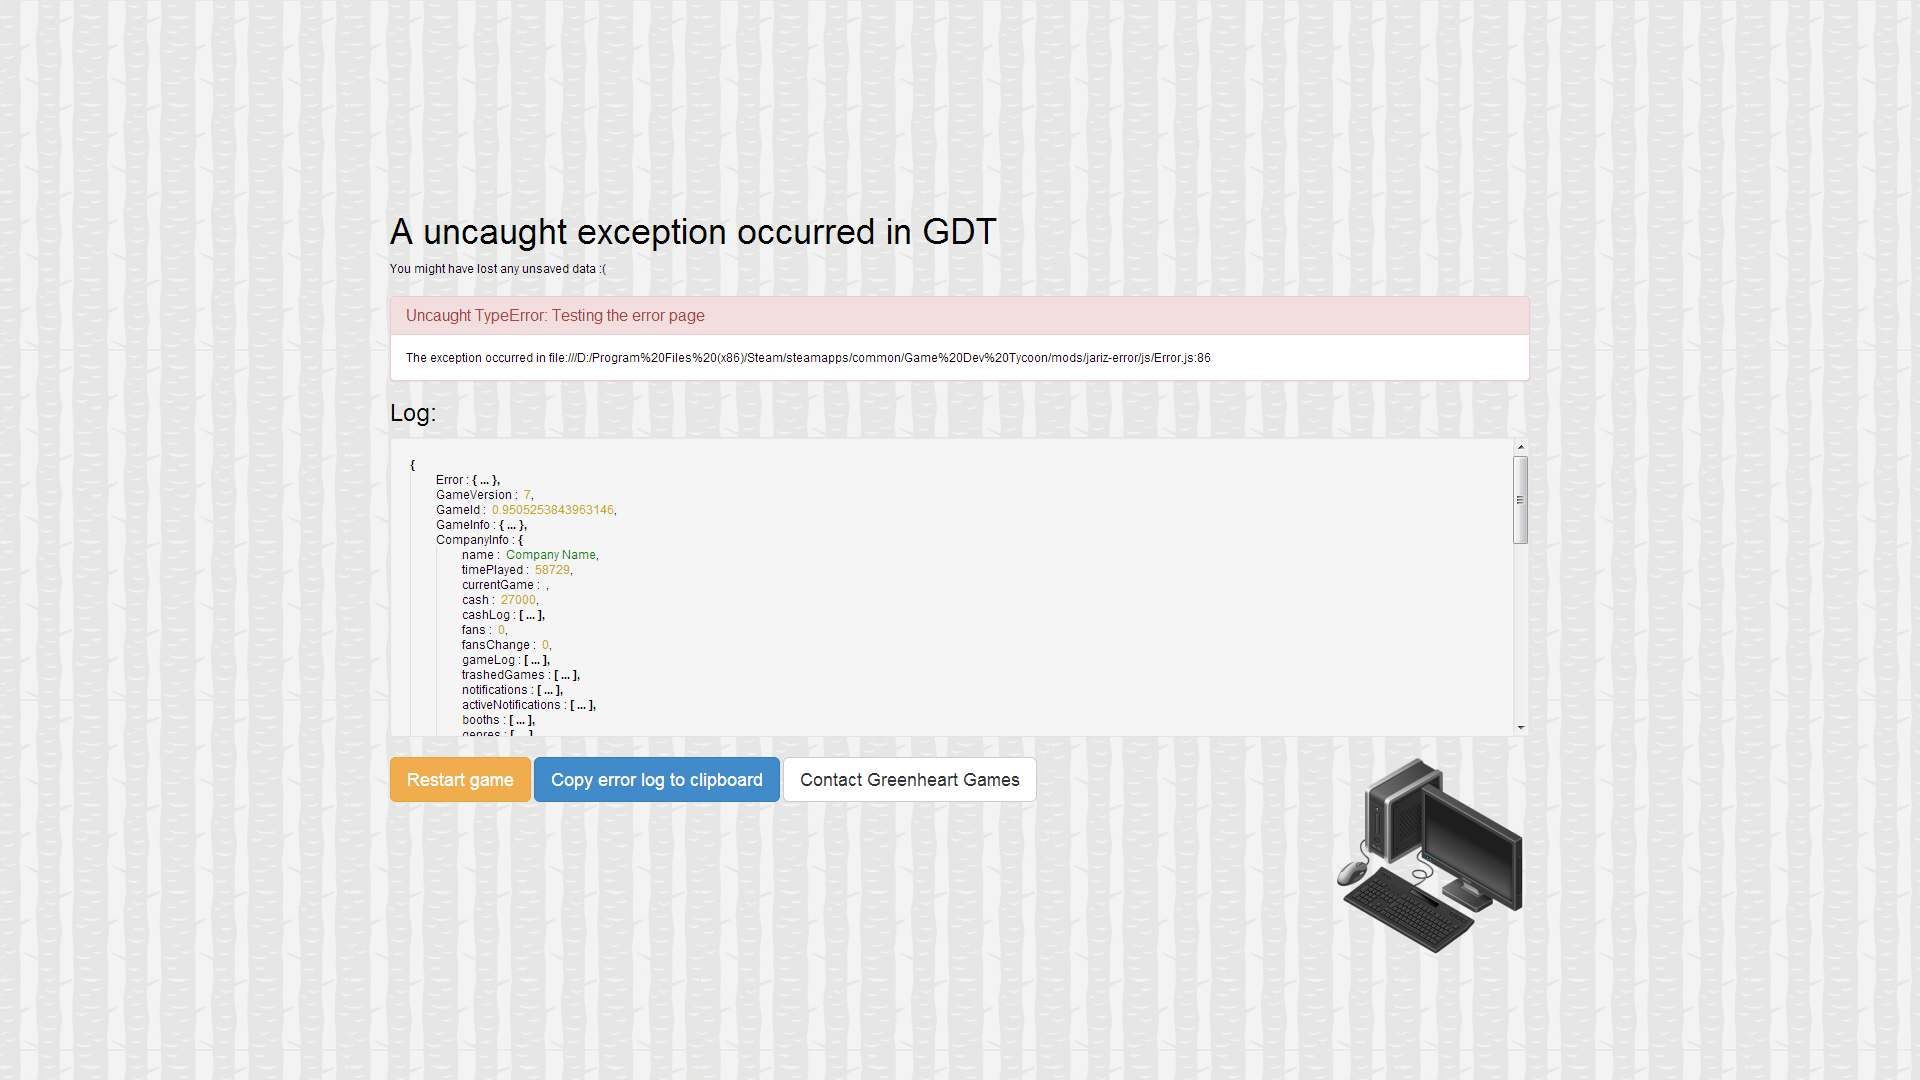 A uncaught exception occurred in GDT
You might have lost any unsaved data :(
Uncaught TypeError: Testing the error page
The exception occurred in file:///D:/Program%20Files%20(x86)/Steam/steamapps/common/Game%20Dev%20Tycoon/mods/jariz-error/js/Error.js:86
Log:
{
Error : { ... },
GameVersion : 7,
GameId : 0.9505253843963146,
GameInfo : { ... },
CompanyInfo : {
name : Company Name,
timePlayed : 58729,
currentGame : ,
cash : 27000,
cashLog : [ ... ],
fans : 0,
fansChange : 0,
gameLog : [ ... ],
trashedGames : [ ... ],
notifications : [ ... ],
activeNotifications : [ ... ],
booths : [ ... ],
genres : [ ... ]
Restart game
Copy error log to clipboard
Contact Greenheart Games